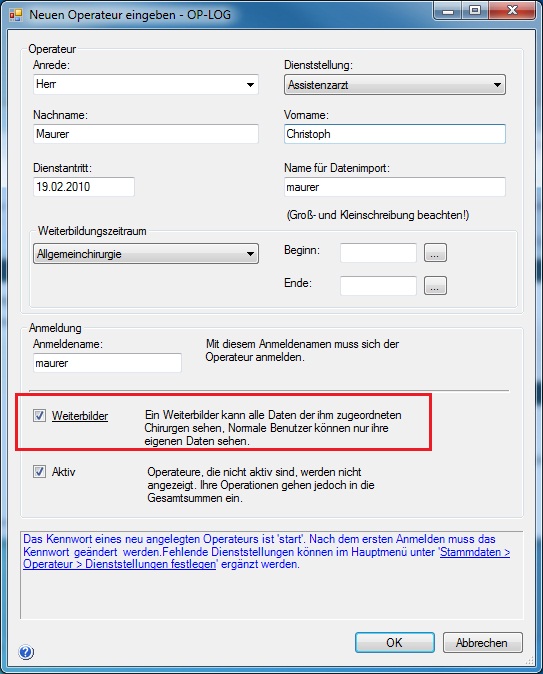 Neuen Operateur eingeben - OP-LOG
Operateur
Anrede: Dienststellung:
Herr Assistenzarzt
Nachname: Vorname:
Maurer Christoph
Dienstantritt: Name für Datenimport:
19.02.2010 maurer
(Groß- und Kleinschreibung beachten!)
Weiterbildungszeitraum
Allgemeinchirurgie Beginn: ...
Ende: ...
Anmeldung
Anmeldename: Mit diesem Anmeldenamen muss sich der
maurer Operateur anmelden.
Weiterbilder Ein Weiterbilder kann alle Daten der ihm zugeordneten
Chirurgen sehen, Normale Benutzer können nur ihre
eigenen Daten sehen.
Aktiv Operateure, die nicht aktiv sind, werden nicht
angezeigt. Ihre Operationen gehen jedoch in die
Gesamtsummen ein.
Das Kennwort eines neu angelegten Operateurs ist 'start'. Nach dem ersten Anmelden muss das
Kennwort geändert werden.Fehlende Dienststellungen können im Hauptmenü unter 'Stammdaten >
Operateur > Dienststellungen festlegen' ergänzt werden.
? OK Abbrechen